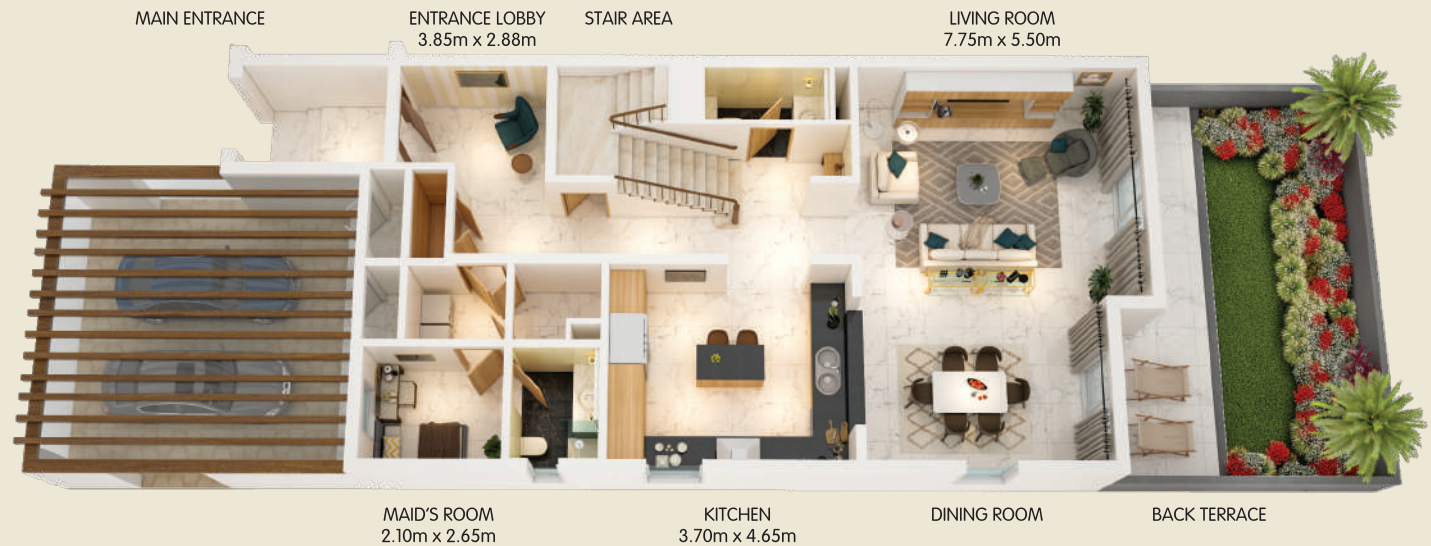 MAIN ENTRANCE
ENTRANCE LOBBY
3.85m x 2.88m
STAIR AREA
LIVING ROOM
7.75m x 5.50m
MAID'S ROOM
2.10m x 2.65m
KITCHEN
3.70m x 4.65m
DINING ROOM
BACK TERRACE